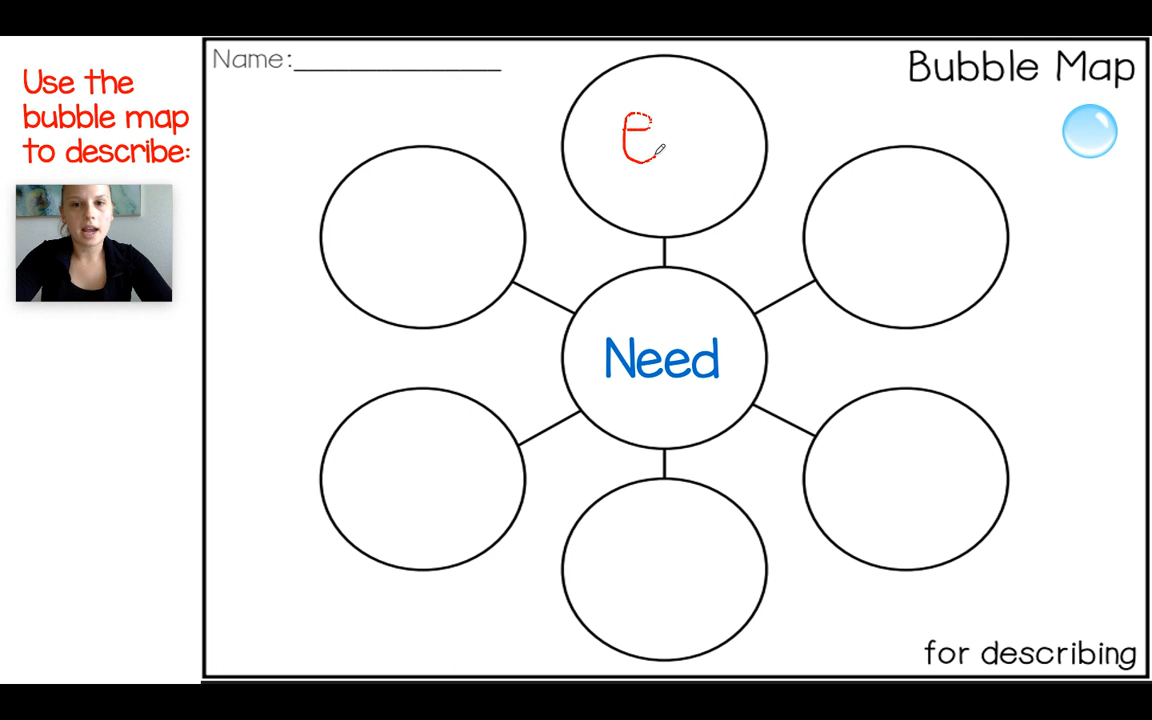 Use the
bubble map
to describe:
Name:
Bubble Map
e
Need
for describing